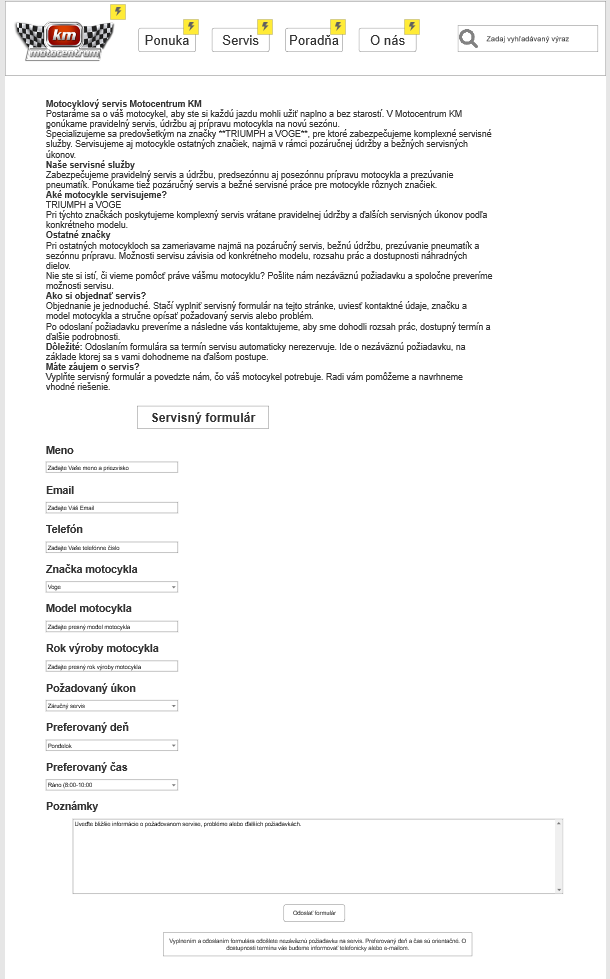 km
motocentrum
Ponuka
Servis
Poradňa
O nás
Zadaj vyhľadávaný výraz
Motocyklový servis Motocentrum KM
Postaráme sa o váš motocykel, aby ste si každú jazdu mohli užiť naplno a bez starostí. V Motocentrum KM
ponúkame pravidelný servis, údržbu aj prípravu motocykla na novú sezónu.
Špecializujeme sa predovšetkým na značky **TRIUMPH a VOGE**, pre ktoré zabezpečujeme komplexné servisné
služby. Servisujeme aj motocykle ostatných značiek, najmä v rámci pozáručnej údržby a bežných servisných
úkonov.
Naše servisné služby
Zabezpečujeme pravidelný servis a údržbu, predsezónnu aj posezónnu prípravu motocykla a prezúvanie
pneumatík. Ponúkame tiež pozáručný servis a bežné servisné práce pre motocykle rôznych značiek.
Aké motocykle servisujeme?
TRIUMPH a VOGE
Pri týchto značkách poskytujeme komplexný servis vrátane pravidelnej údržby a ďalších servisných úkonov podľa
konkrétneho modelu.
Ostatné značky
Pri ostatných motocykloch sa zameriavame najmä na pozáručný servis, bežnú údržbu, prezúvanie pneumatík a
sezónnu prípravu. Možnosti servisu závisia od konkrétneho modelu, rozsahu prác a dostupnosti náhradných
dielov.
Nie ste si istí, či vieme pomôcť práve vášmu motocyklu? Pošlite nám nezáväznú požiadavku a spoločne preveríme
možnosti servisu.
Ako si objednať servis?
Objednanie je jednoduché. Stačí vyplniť servisný formulár na tejto stránke, uviesť kontaktné údaje, značku a
model motocykla a stručne opísať požadovaný servis alebo problém.
Po odoslaní požiadavku preveríme a následne vás kontaktujeme, aby sme dohodli rozsah prác, dostupný termín a
ďalšie podrobnosti.
Dôležité: Odoslaním formulára sa termín servisu automaticky nerezervuje. Ide o nezáväznú požiadavku, na
základe ktorej sa s vami dohodneme na ďalšom postupe.
Máte záujem o servis?
Vyplňte servisný formulár a povedzte nám, čo váš motocykel potrebuje. Radi vám pomôžeme a navrhneme
vhodné riešenie.
Servisný formulár
Meno
Zadajte Vaše meno a priezvisko
Email
Zadajte Váš Email
Telefón
Zadajte Vaše telefónne číslo
Značka motocykla
Voge
Model motocykla
Zadajte presný model motocykla
Rok výroby motocykla
Zadajte presný rok výroby motocykla
Požadovaný úkon
Záručný servis
Preferovaný deň
Pondelok
Preferovaný čas
Ráno (8:00-10:00
Poznámky
Uveďte bližšie informácie o požadovanom servise, probléme alebo ďalších požiadavkách.
Odoslať formulár
Vyplnením a odoslaním formulára odošlete nezáväznú požiadavku na servis. Preferovaný deň a čas sú orientačné. O
dostupnosti termínu vás budeme informovať telefonicky alebo e-mailom.